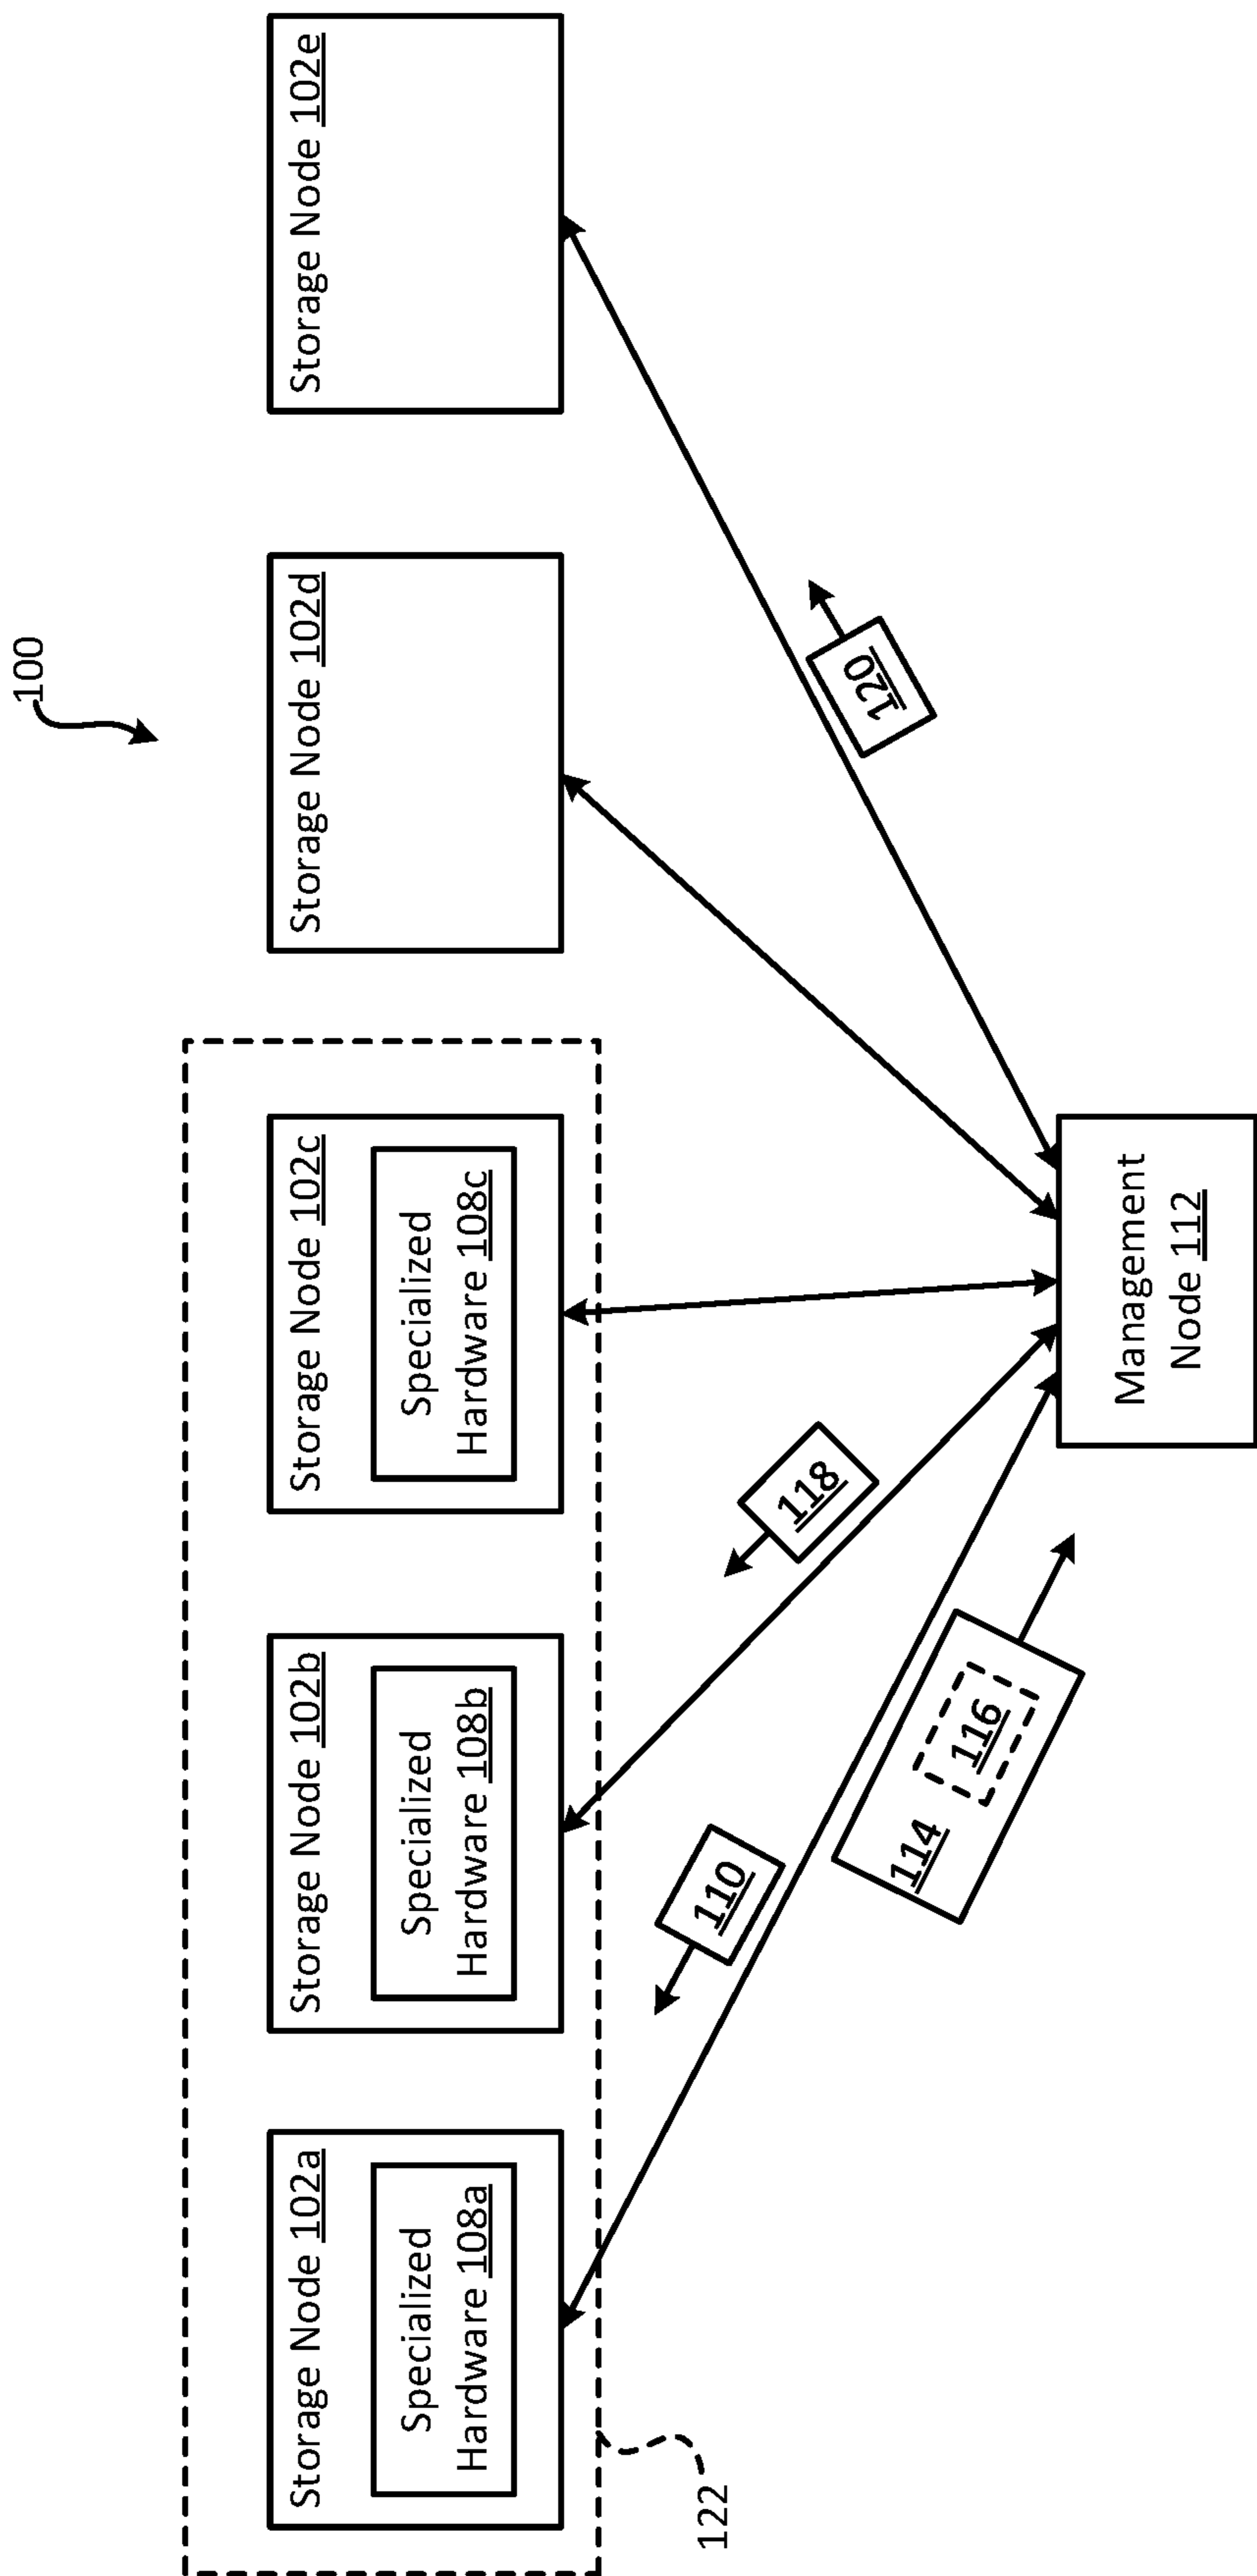 100
Storage Node 102a
Specialized
Hardware 108a
Storage Node 102b
Specialized
Hardware 108b
Storage Node 102c
Specialized
Hardware 108c
Storage Node 102d
Storage Node 102e
122
110
114
116
118
120
Management
Node 112